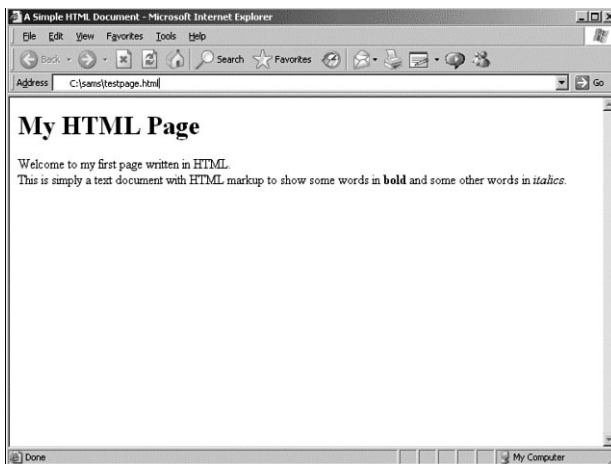 A Simple HTML Document - Microsoft Internet Explorer
File Edit View Favorites Tools Help
Back Search Favorites
Address C:\sams\testpage.html Go
My HTML Page
Welcome to my first page written in HTML.
This is simply a text document with HTML markup to show some words in bold and some other words in italics.
Done My Computer